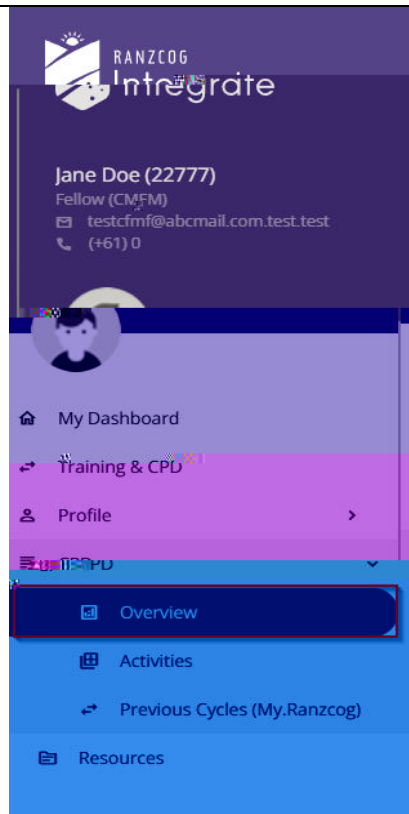 RANZCOG
Integrate
Jane Doe (22777)
Fellow (CMFM)
testcfmf@abcmail.com.test.test
(+61) 0
My Dashboard
Training & CPD
Profile
Overview
Activities
Previous Cycles (My.Ranzcog)
Resources